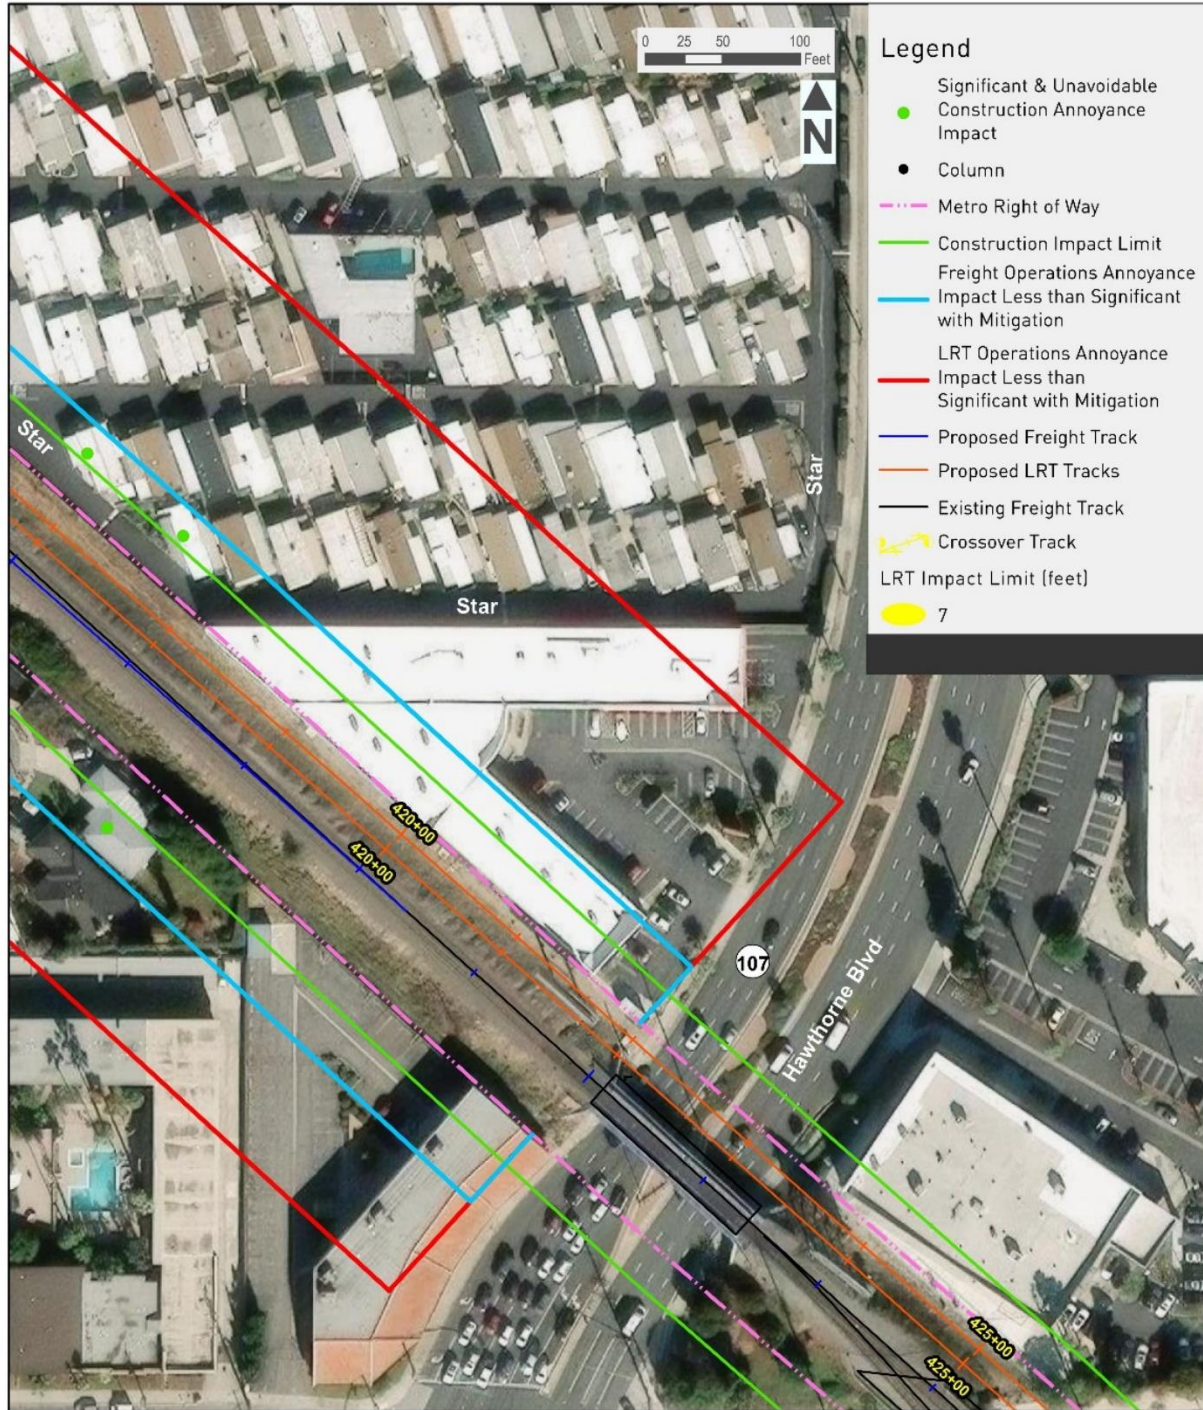 0 25 50 100
Feet
N
Legend
Significant & Unavoidable
Construction Annoyance
Impact
Column
Metro Right of Way
Construction Impact Limit
Freight Operations Annoyance
Impact Less than Significant
with Mitigation
LRT Operations Annoyance
Impact Less than
Significant with Mitigation
Proposed Freight Track
Proposed LRT Tracks
Existing Freight Track
Crossover Track
LRT Impact Limit (feet)
7
Star
Star
Star
420+00
420+00
107
Hawthorne Blvd
425+00
425+00